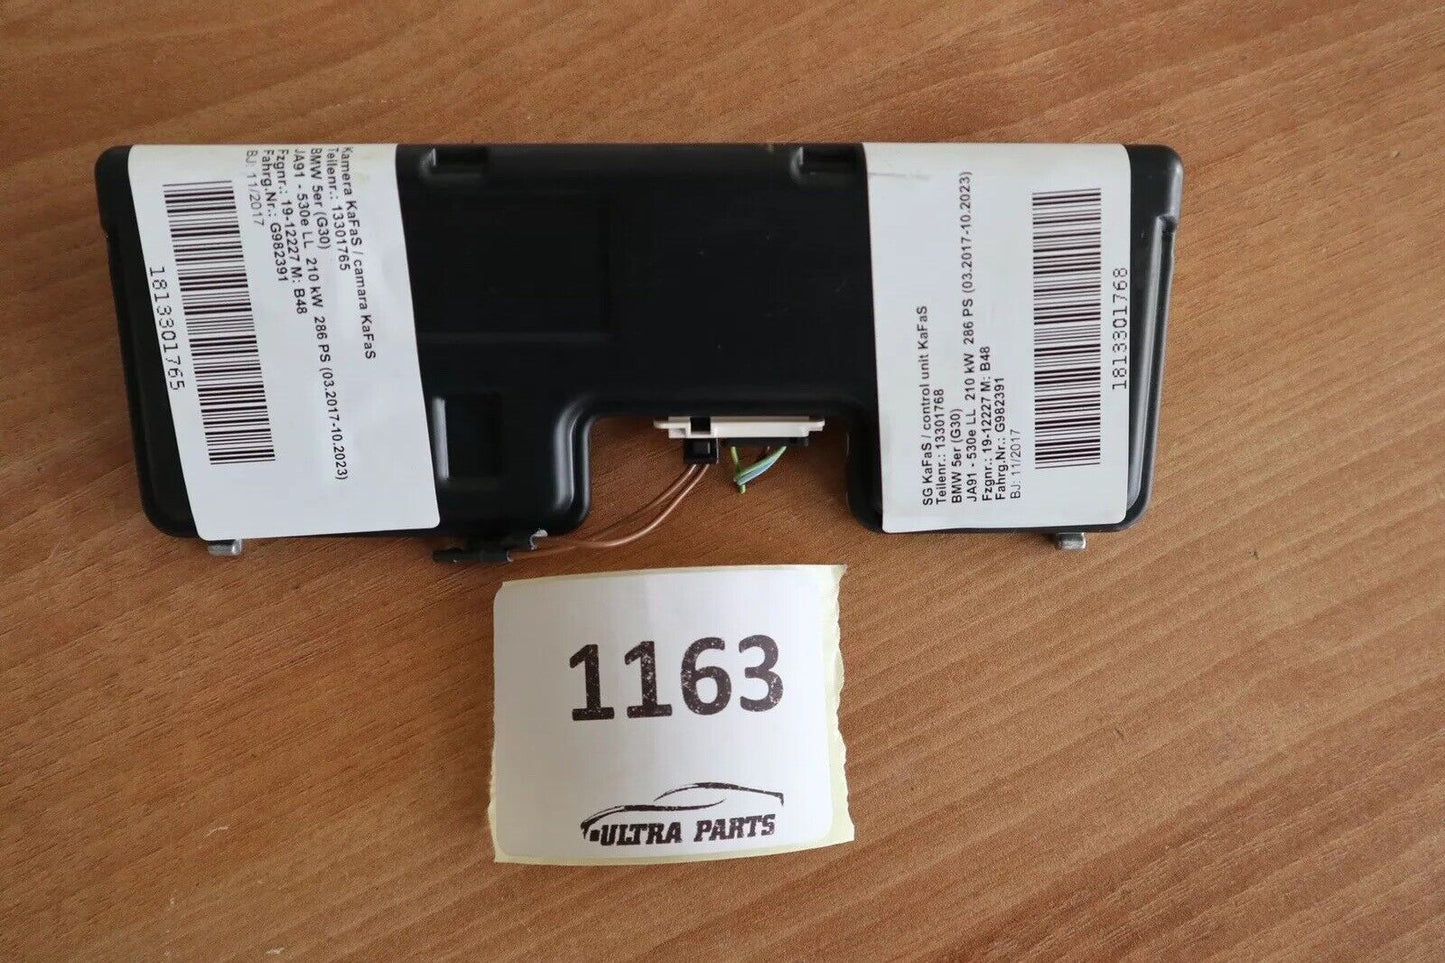 Kamera KaFaS / camara KaFaS
Teilenr.: 13301765
BMW 5er (G30)
JA91 - 530e LL 210 kW 286 PS (03.2017-10.2023)
Fzgnr.: 19-12227 M: B48
Fahrg.Nr.: G982391
BJ: 11/2017
1813301765
SG KaFaS / control unit KaFaS
Teilenr.: 13301768
BMW 5er (G30)
JA91 - 530e LL 210 kW 286 PS (03.2017-10.2023)
Fzgnr.: 19-12227 M: B48
Fahrg.Nr.: G982391
BJ: 11/2017
1813301768
1163
ULTRA PARTS